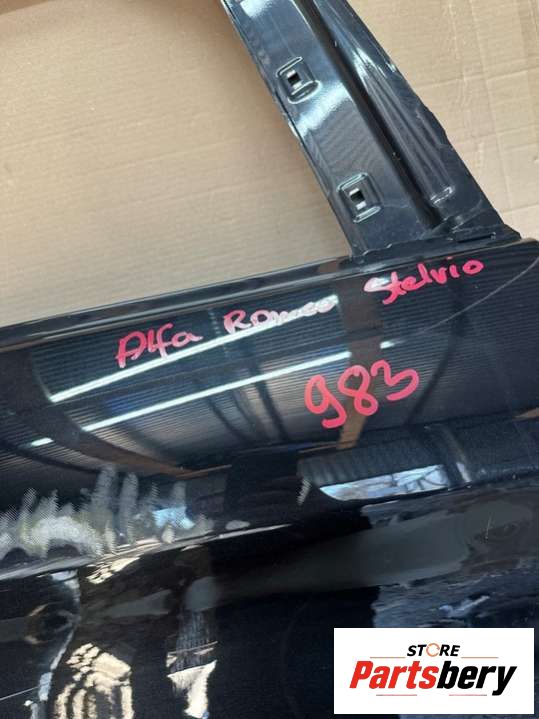 Alfa Romeo Stelvio
983
STORE
Partsbery